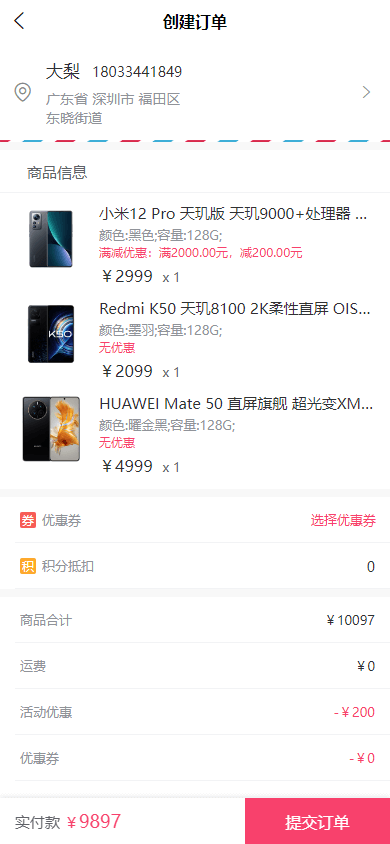 创建订单
大梨 18033441849
广东省 深圳市 福田区
东晓街道
商品信息
小米12 Pro 天玑版 天玑9000+处理器 ...
颜色:黑色;容量:128G;
满减优惠：满2000.00元，减200.00元
￥2999 x 1
Redmi K50 天玑8100 2K柔性直屏 OIS...
颜色:墨羽;容量:128G;
无优惠
￥2099 x 1
K50
HUAWEI Mate 50 直屏旗舰 超光变XM...
颜色:曜金黑;容量:128G;
无优惠
￥4999 x 1
券 优惠券 选择优惠券
积 积分抵扣 0
商品合计 ￥10097
运费 ￥0
活动优惠 -￥200
优惠券 -￥0
实付款 ￥9897 提交订单